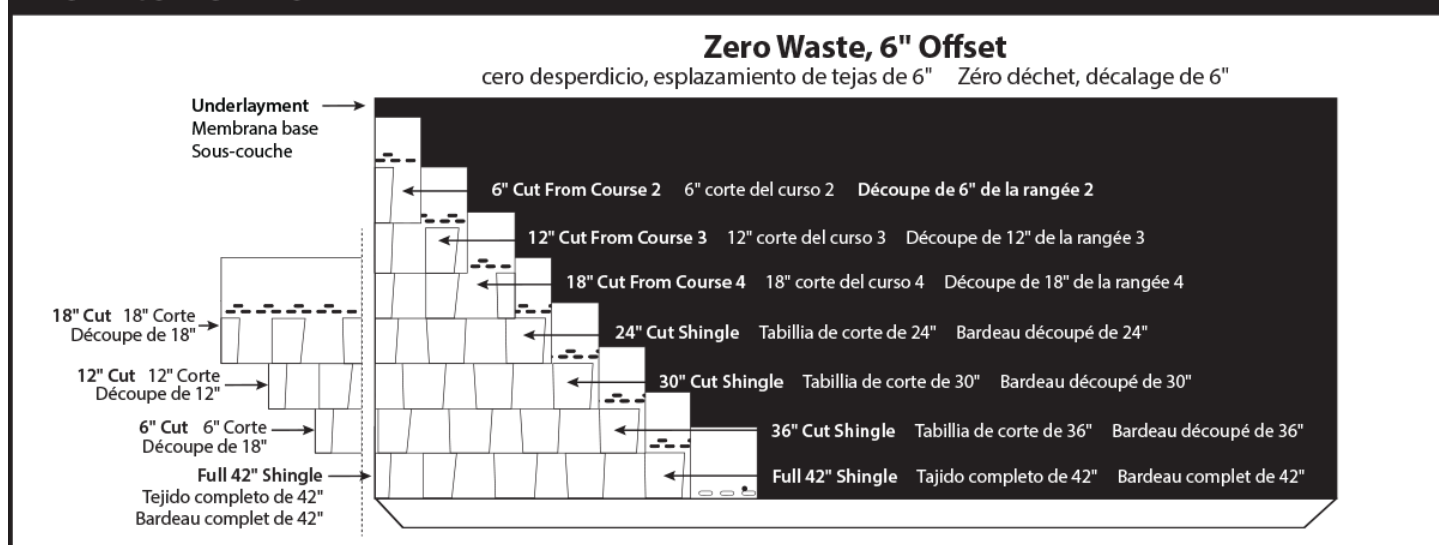 Zero Waste, 6" Offset
cero desperdicio, esplazamiento de tejas de 6" Zéro déchet, décalage de 6"
Underlayment
Membrana base
Sous-couche
6" Cut From Course 2 6" corte del curso 2 Découpe de 6" de la rangée 2
12" Cut From Course 3 12" corte del curso 3 Découpe de 12" de la rangée 3
18" Cut From Course 4 18" corte del curso 4 Découpe de 18" de la rangée 4
18" Cut 18" Corte
Découpe de 18"
24" Cut Shingle Tabillia de corte de 24" Bardeau découpé de 24"
12" Cut 12" Corte
Découpe de 12"
30" Cut Shingle Tabillia de corte de 30" Bardeau découpé de 30"
6" Cut 6" Corte
Découpe de 18"
36" Cut Shingle Tabillia de corte de 36" Bardeau découpé de 36"
Full 42" Shingle
Tejido completo de 42"
Bardeau complet de 42"
Full 42" Shingle Tajido completo de 42" Bardeau complet de 42"